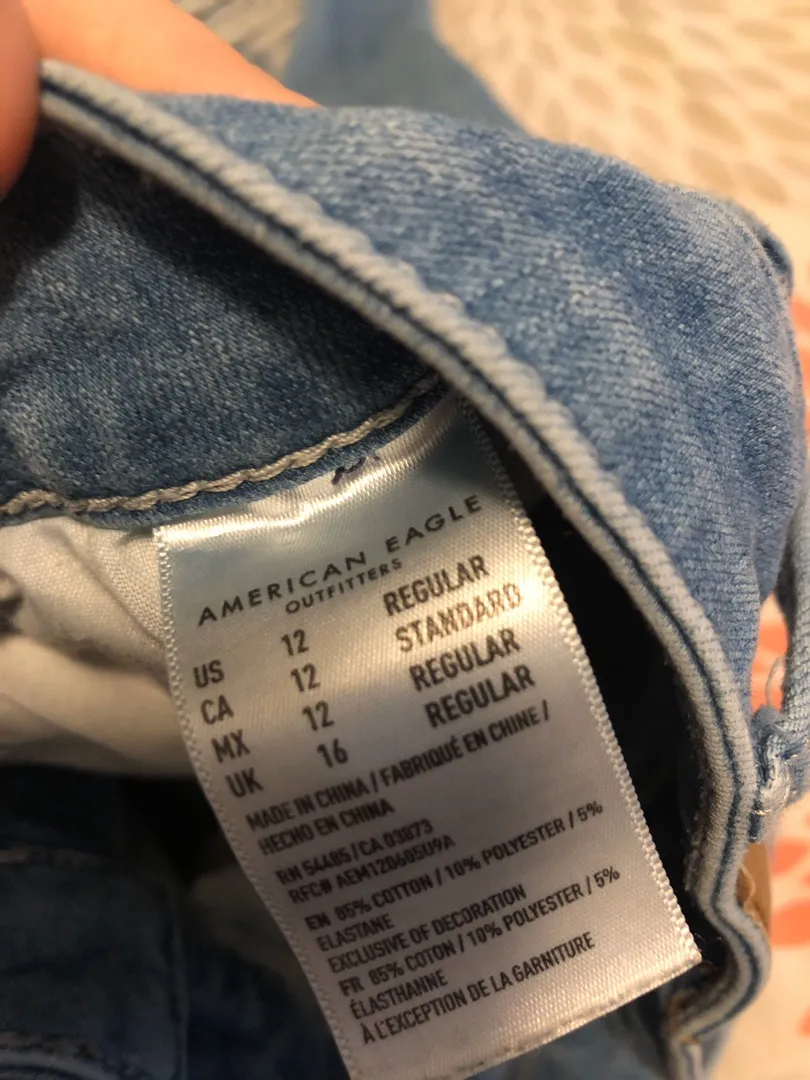 AMERICAN EAGLE
OUTFITTERS
US 12 REGULAR
CA 12 STANDARD
MX 12 REGULAR
UK 16 REGULAR
MADE IN CHINA / FABRIQUÉ EN CHINE /
HECHO EN CHINA
RN 54485/CA 03873
RFC# AEM120605U9A
EN 85% COTTON / 10% POLYESTER / 5%
ELASTANE
EXCLUSIVE OF DECORATION
FR 85% COTON / 10% POLYESTER / 5%
ÉLASTHANNE
À L'EXCEPTION DE LA GARNITURE